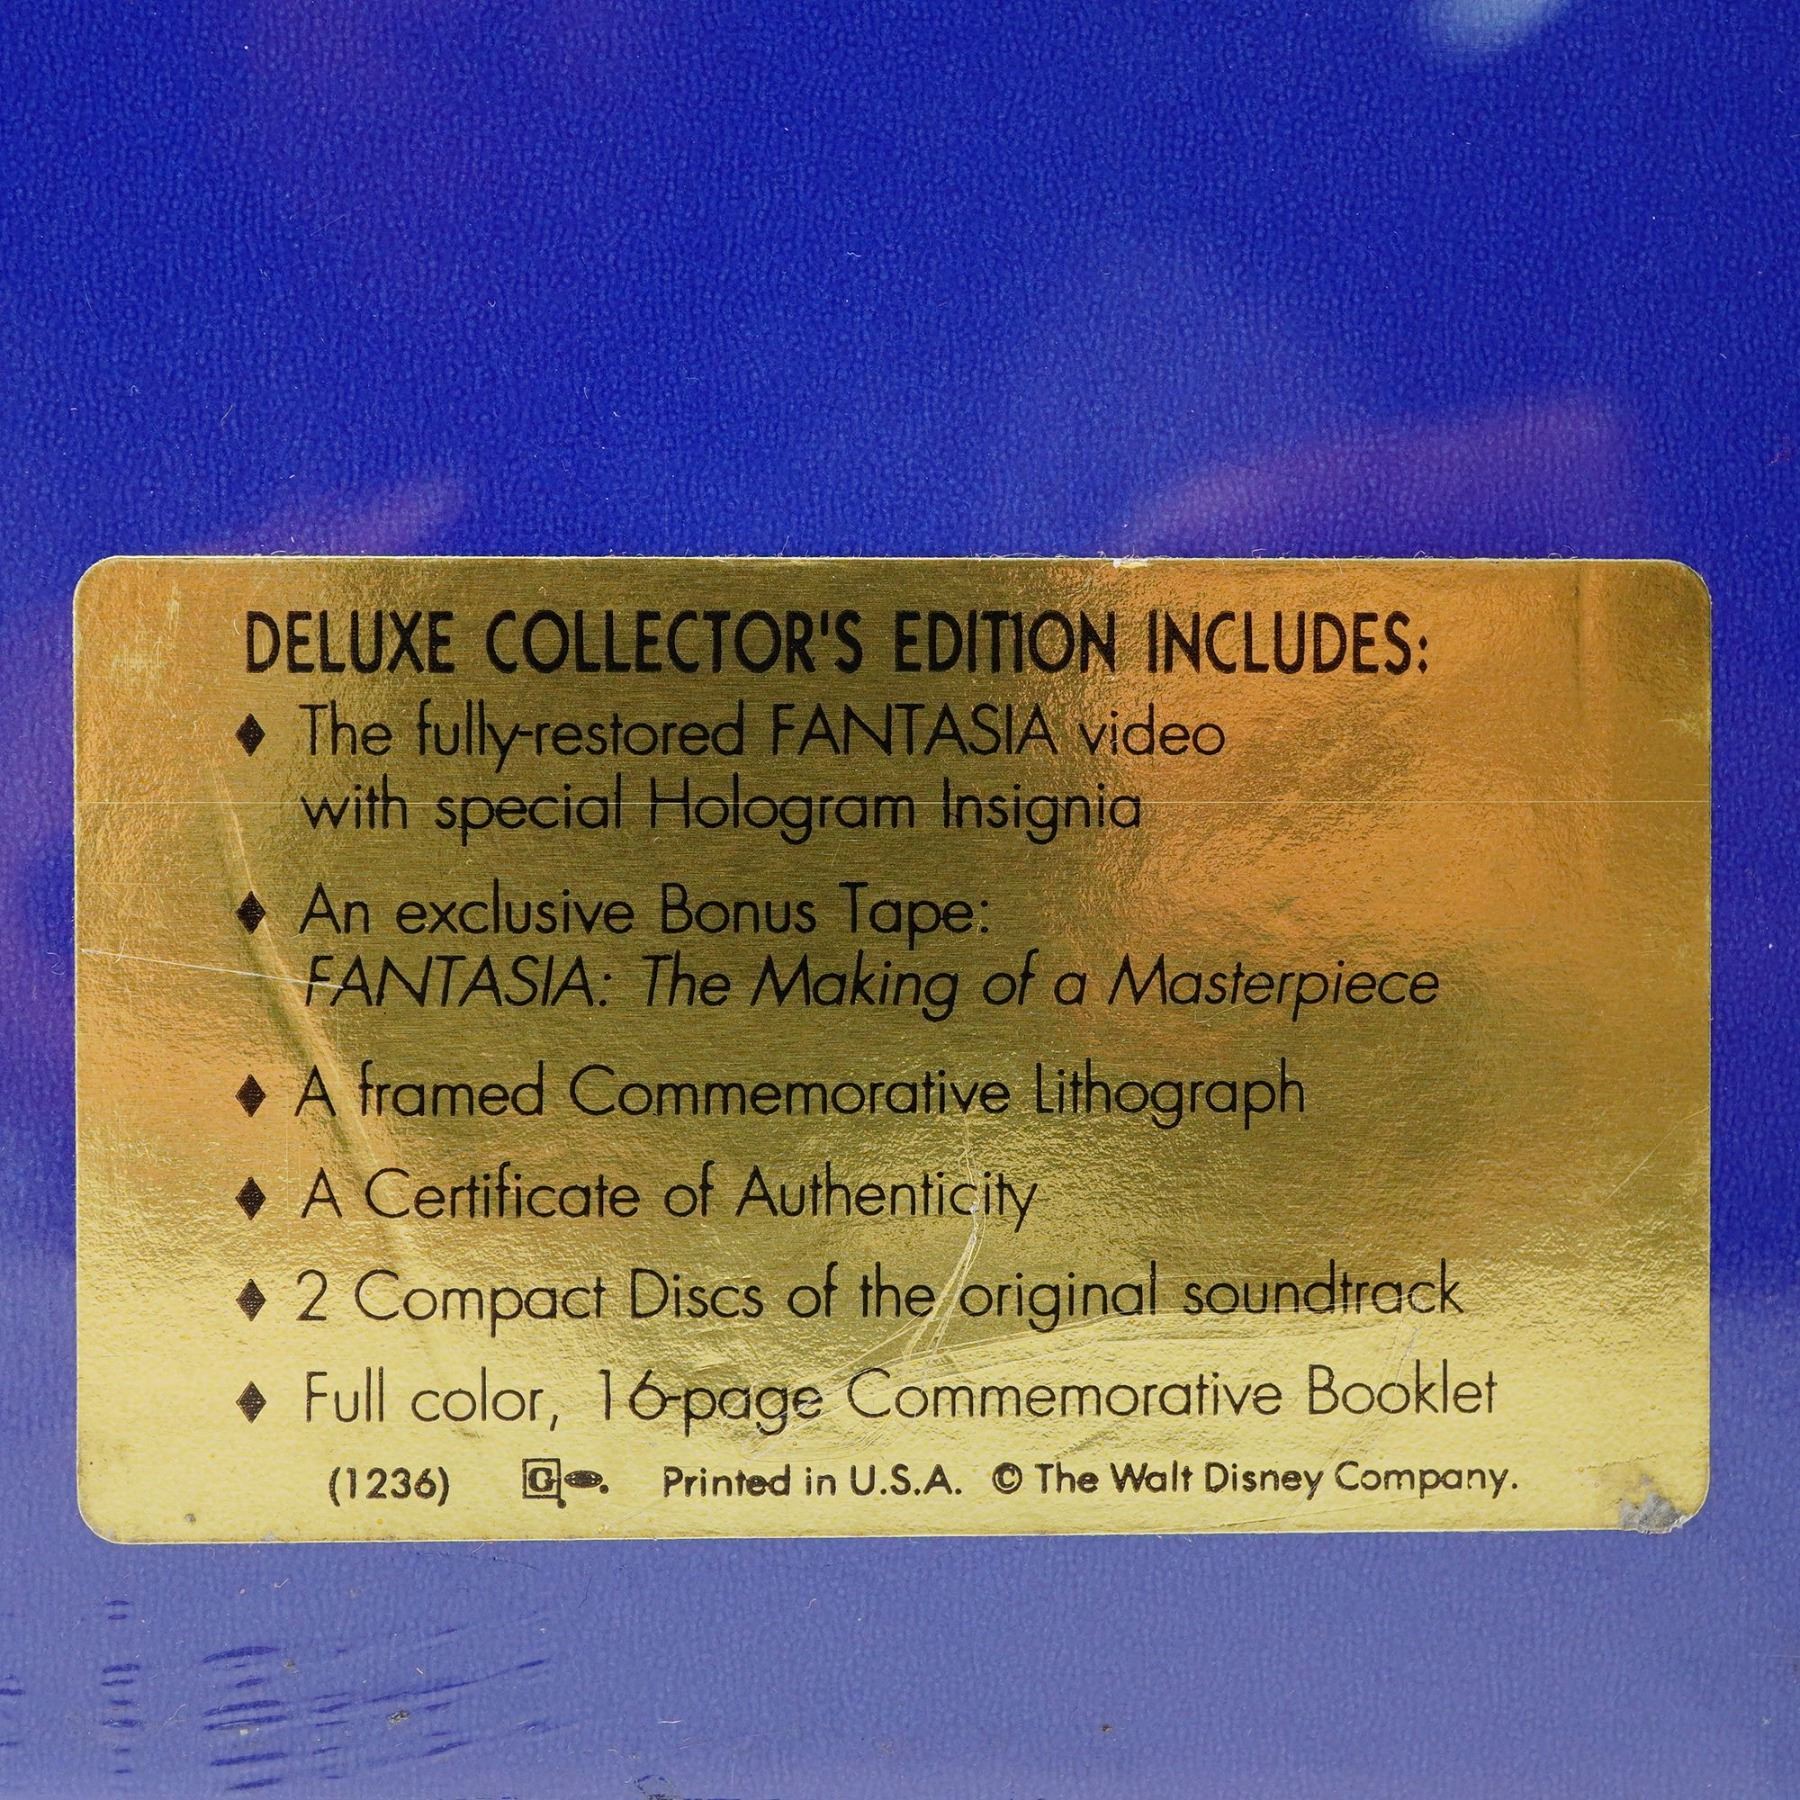 DELUXE COLLECTOR'S EDITION INCLUDES:
♦ The fully-restored FANTASIA video
with special Hologram Insignia
♦ An exclusive Bonus Tape:
FANTASIA: The Making of a Masterpiece
♦ A framed Commemorative Lithograph
♦ A Certificate of Authenticity
♦ 2 Compact Discs of the original soundtrack
♦ Full color, 16-page Commemorative Booklet
(1236) G Printed in U.S.A. © The Walt Disney Company.